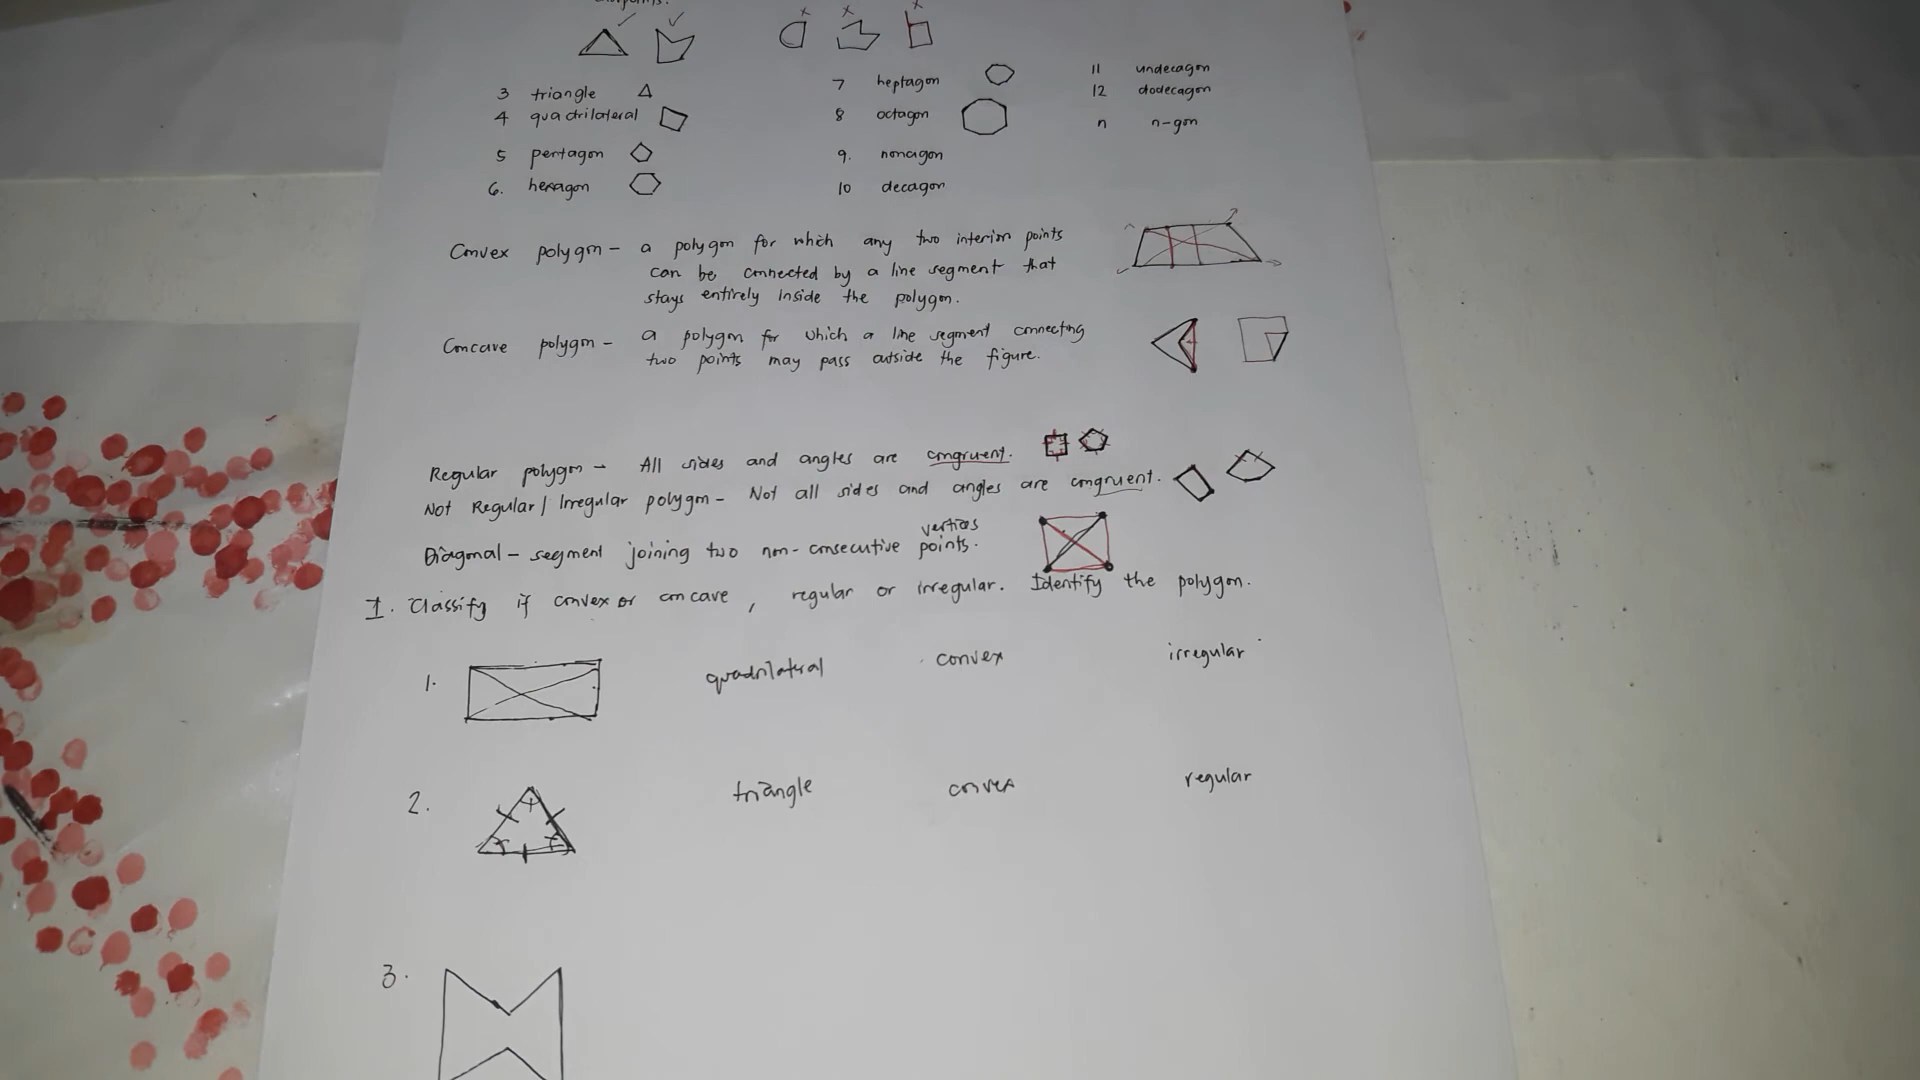 3 triangle
4 quadrilateral
5 pentagon
6. hexagon
7 heptagon
8 octagon
9. nonagon
10 decagon
11 undecagon
12 dodecagon
n n-gon
Convex polygon - a polygon for which any two interior points
can be connected by a line segment that
stays entirely inside the polygon.
Concave polygon - a polygon for which a line segment connecting
two points may pass outside the figure.
Regular polygon - All sides and angles are congruent.
Not Regular / Irregular polygon - Not all sides and angles are congruent.
vertices
Diagonal - segment joining two non-consecutive points.
I. Classify if convex or concave, regular or irregular. Identify the polygon.
1. quadrilateral convex irregular
2. triangle convex regular
3.